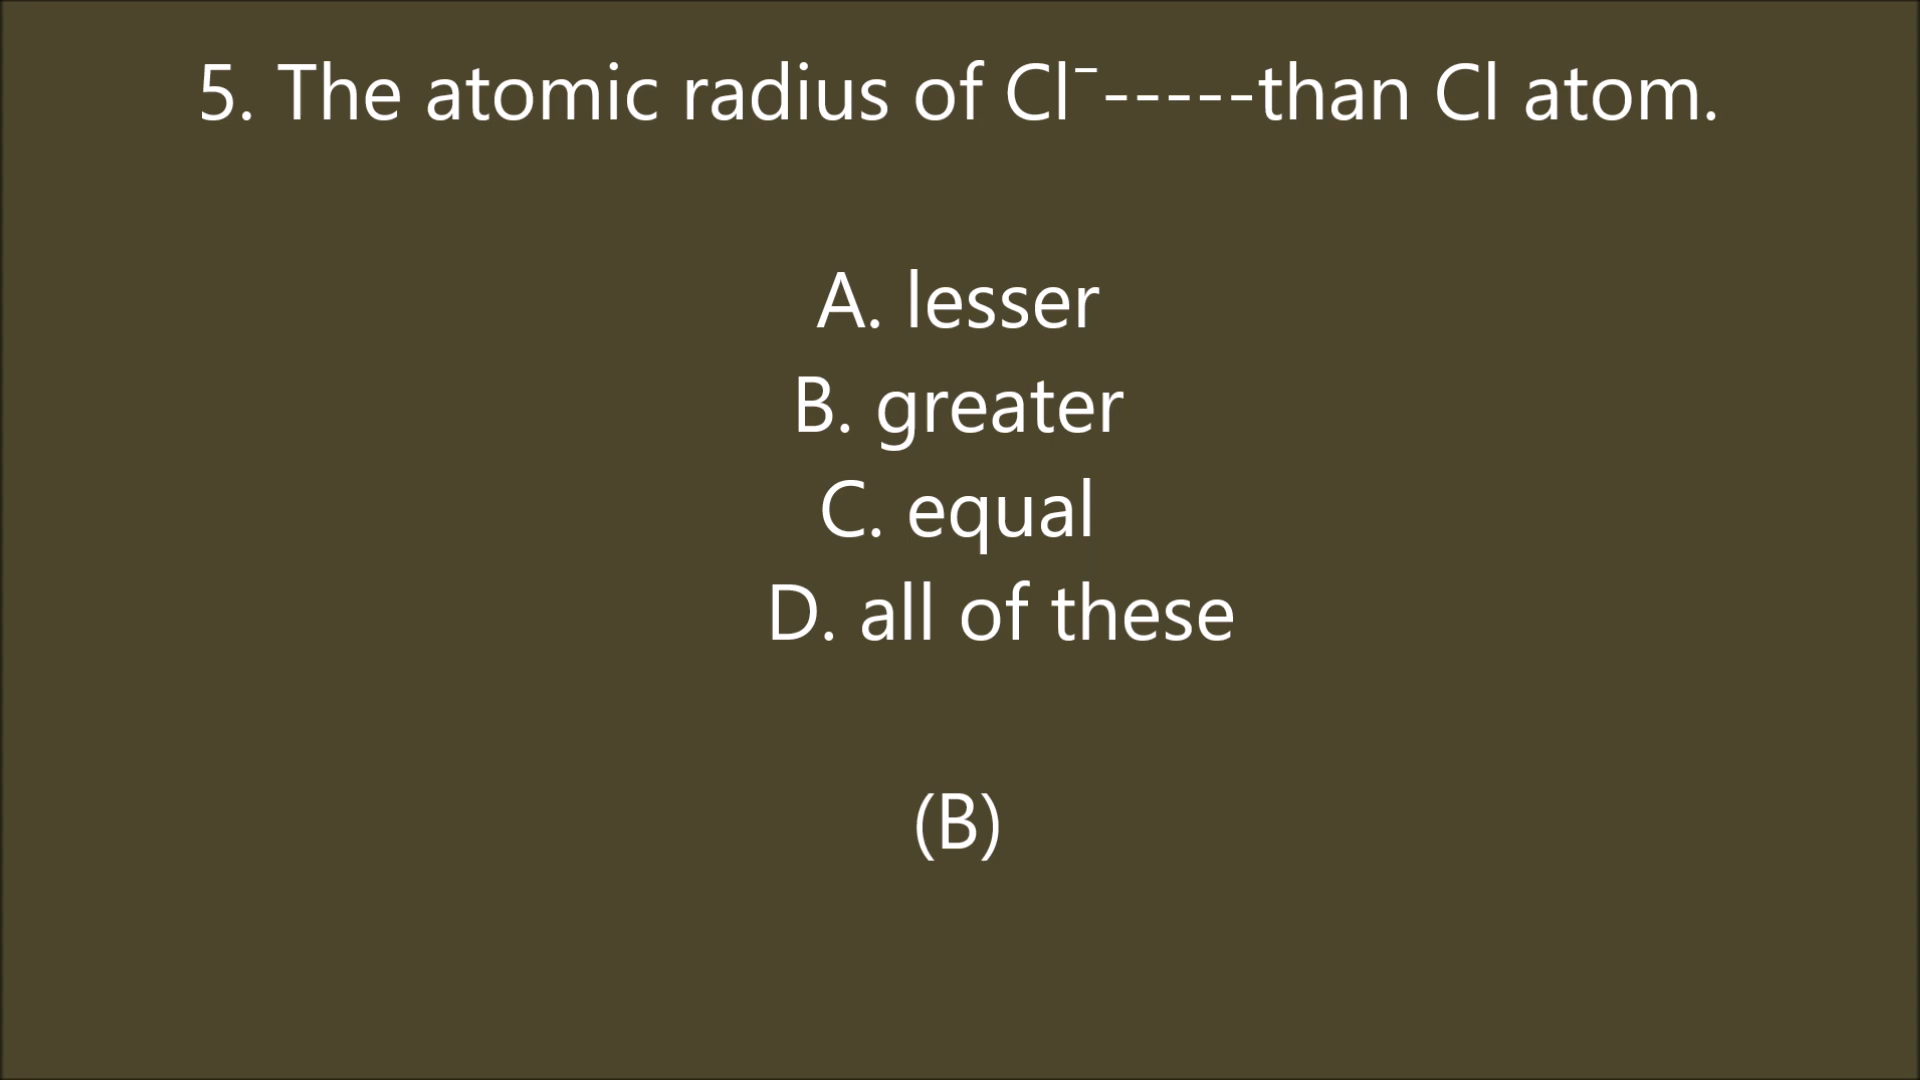 5. The atomic radius of Cl⁻-----than Cl atom.
A. lesser
B. greater
C. equal
D. all of these
(B)